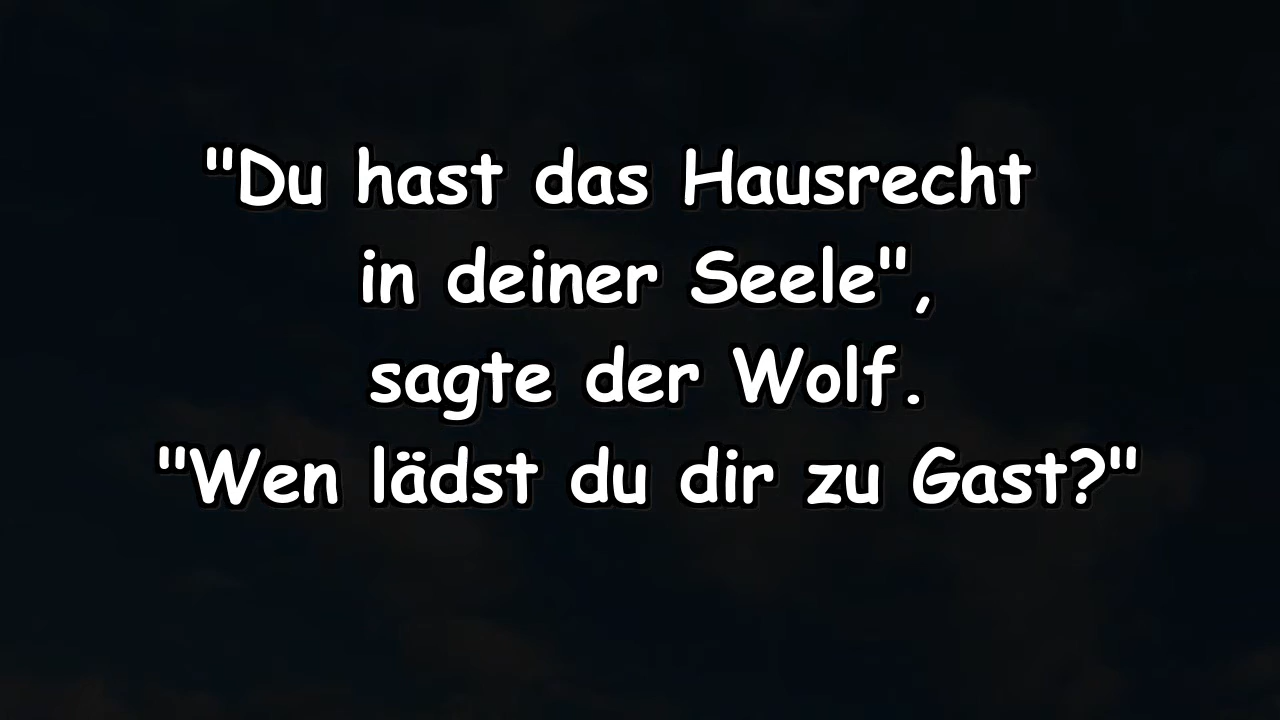 "Du hast das Hausrecht
in deiner Seele",
sagte der Wolf.
"Wen lädst du dir zu Gast?"